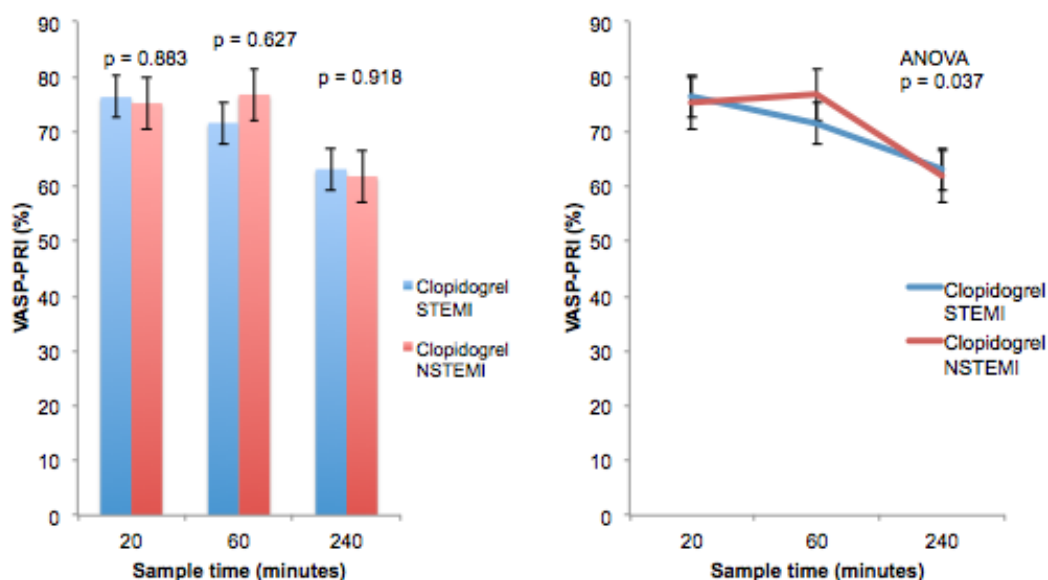 90
80
70
60
50
40
30
20
10
0
VASP-PRI (%)
p = 0.883
p = 0.627
p = 0.918
Clopidogrel
STEMI
Clopidogrel
NSTEMI
20 60 240
Sample time (minutes)
90
80
70
60
50
40
30
20
10
0
VASP-PRI (%)
ANOVA
p = 0.037
Clopidogrel
STEMI
Clopidogrel
NSTEMI
20 60 240
Sample time (minutes)